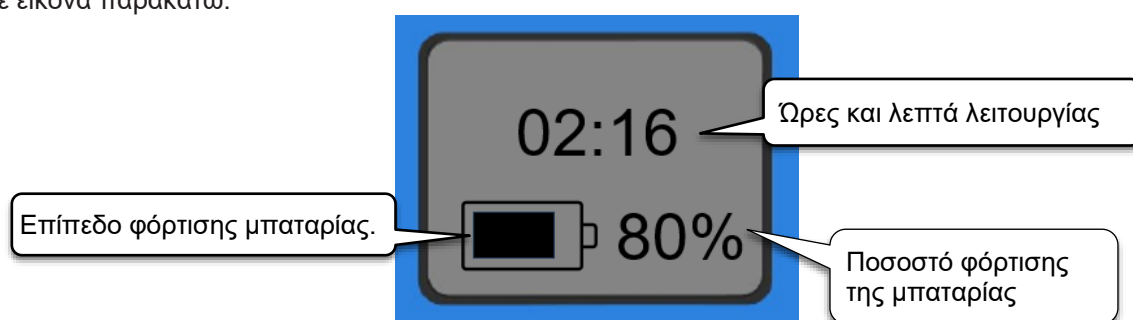 ε εικόνα παρακάτω.
02:16
Ώρες και λεπτά λειτουργίας
Επίπεδο φόρτισης μπαταρίας.
80%
Ποσοστό φόρτισης
της μπαταρίας